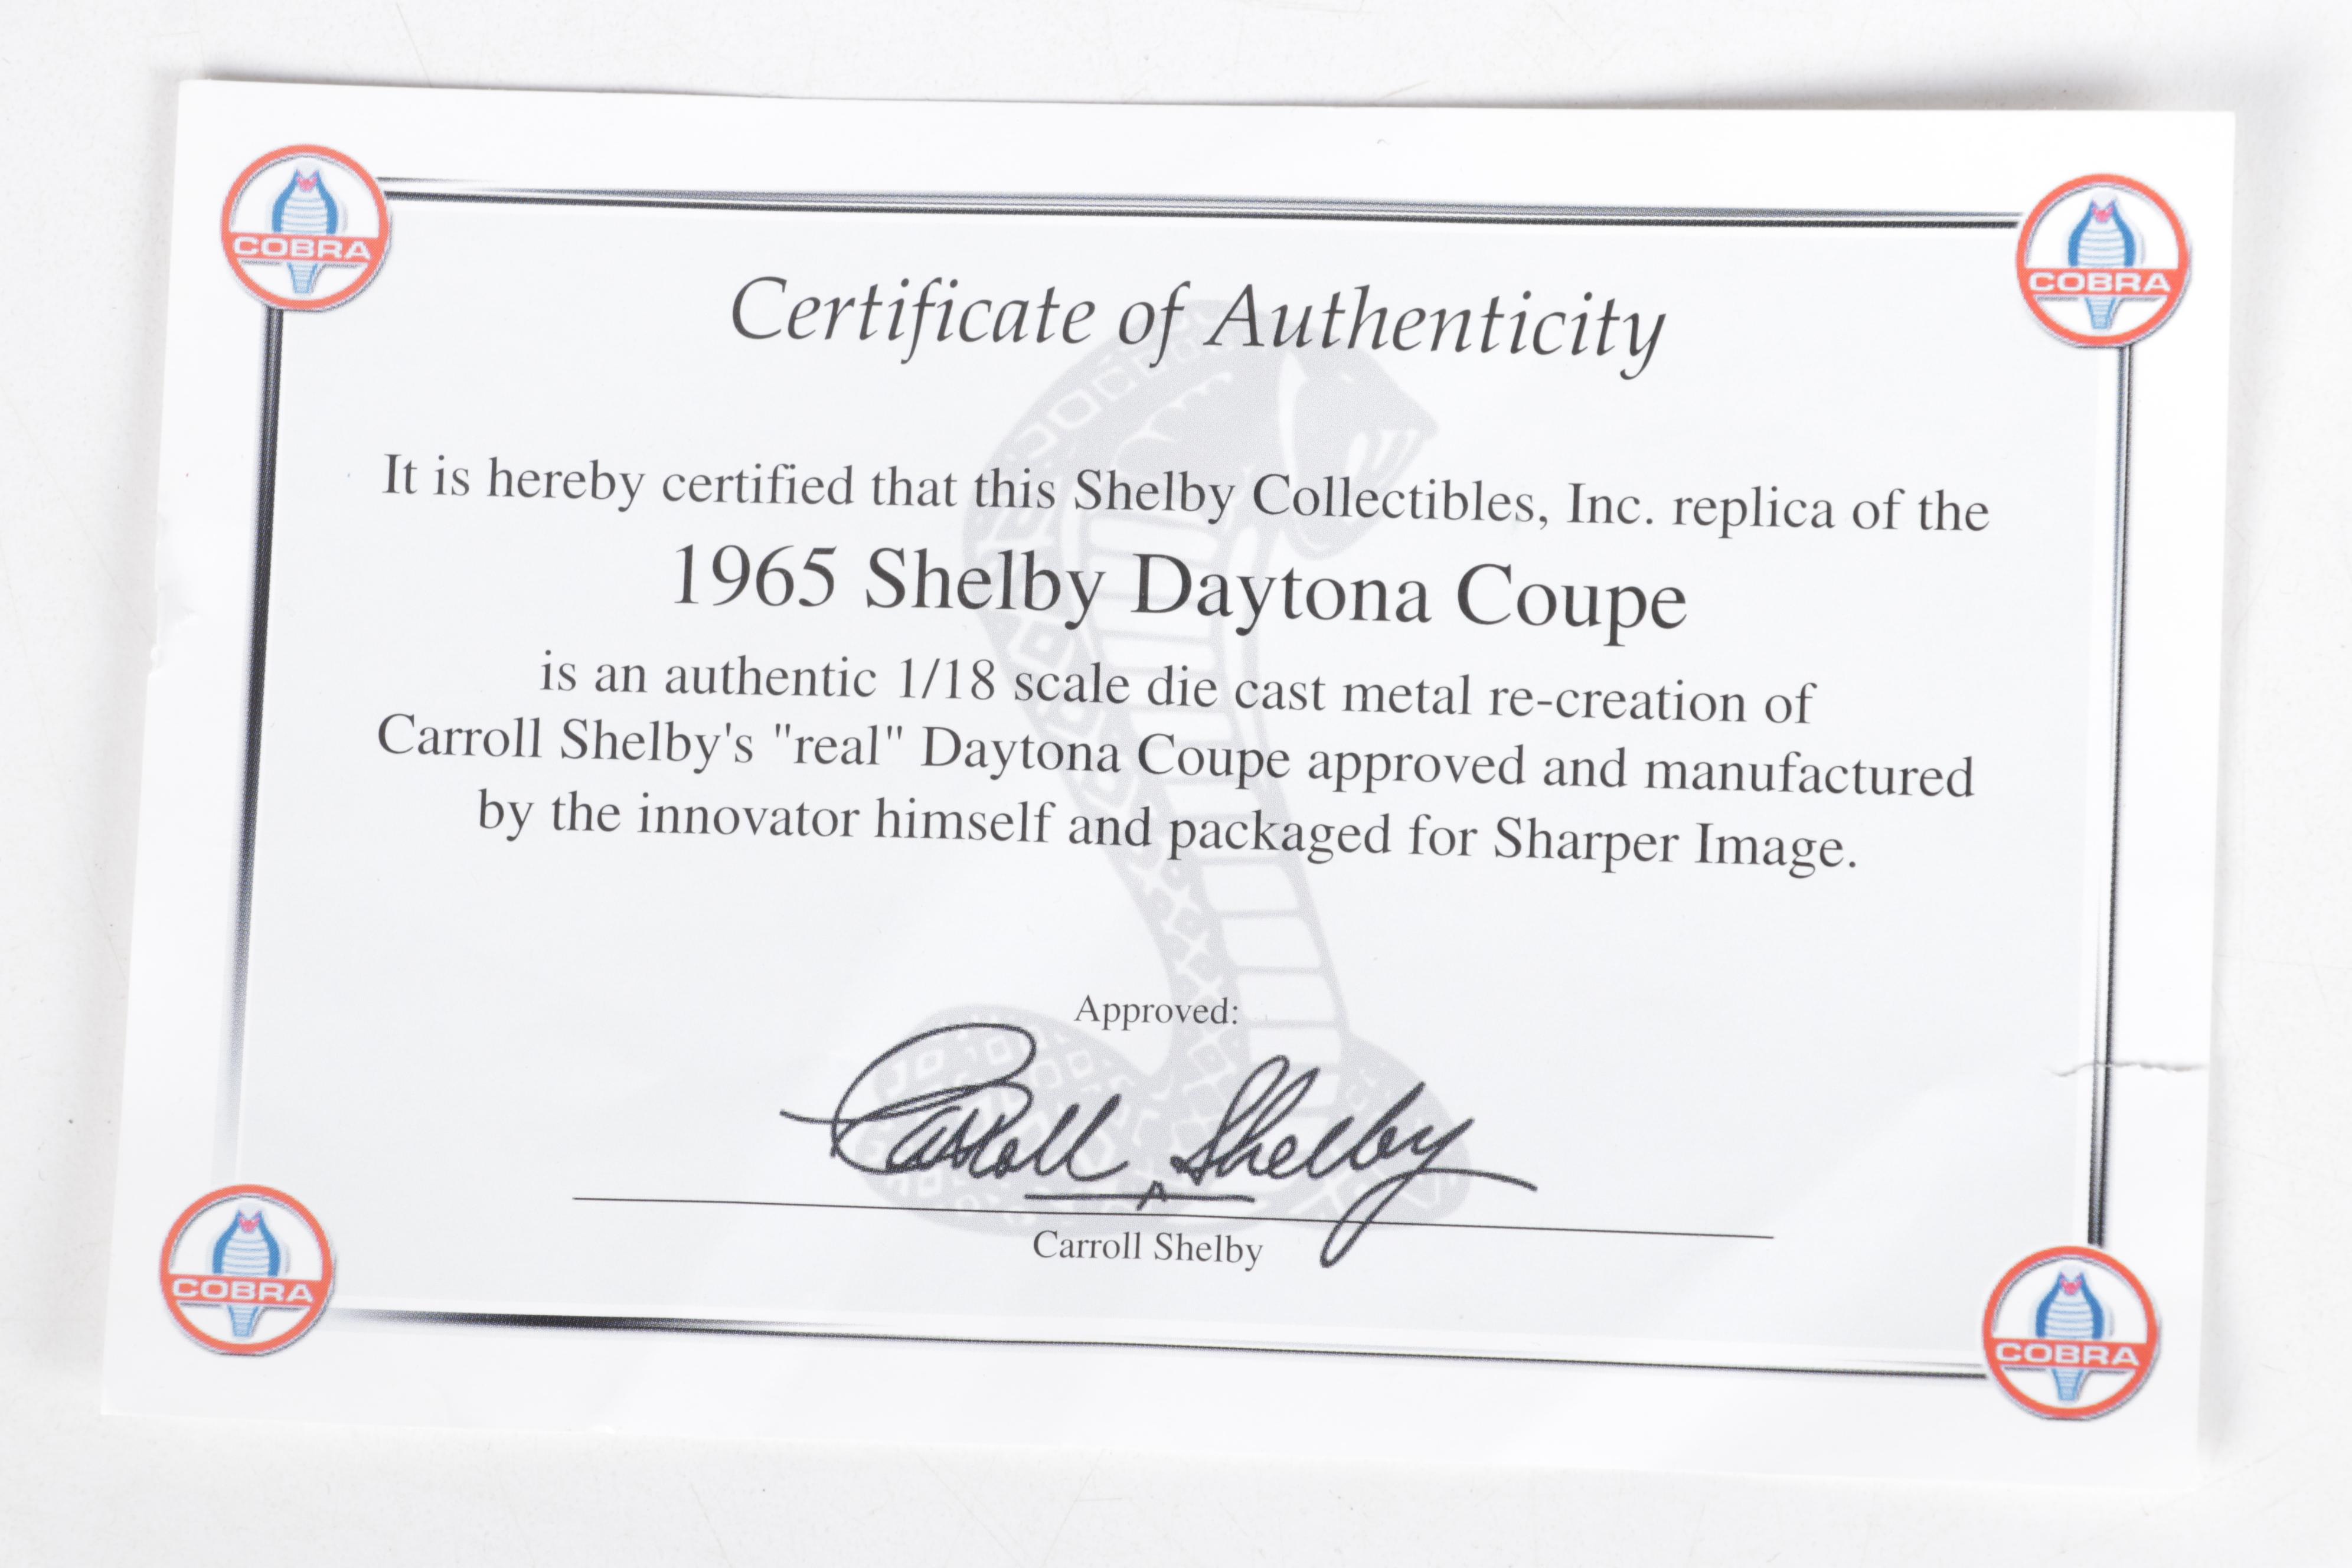 COBRA
COBRA
Certificate of Authenticity
It is hereby certified that this Shelby Collectibles, Inc. replica of the
1965 Shelby Daytona Coupe
is an authentic 1/18 scale die cast metal re-creation of
Carroll Shelby's "real" Daytona Coupe approved and manufactured
by the innovator himself and packaged for Sharper Image.
Approved:
Carroll Shelby
Carroll Shelby
COBRA
COBRA